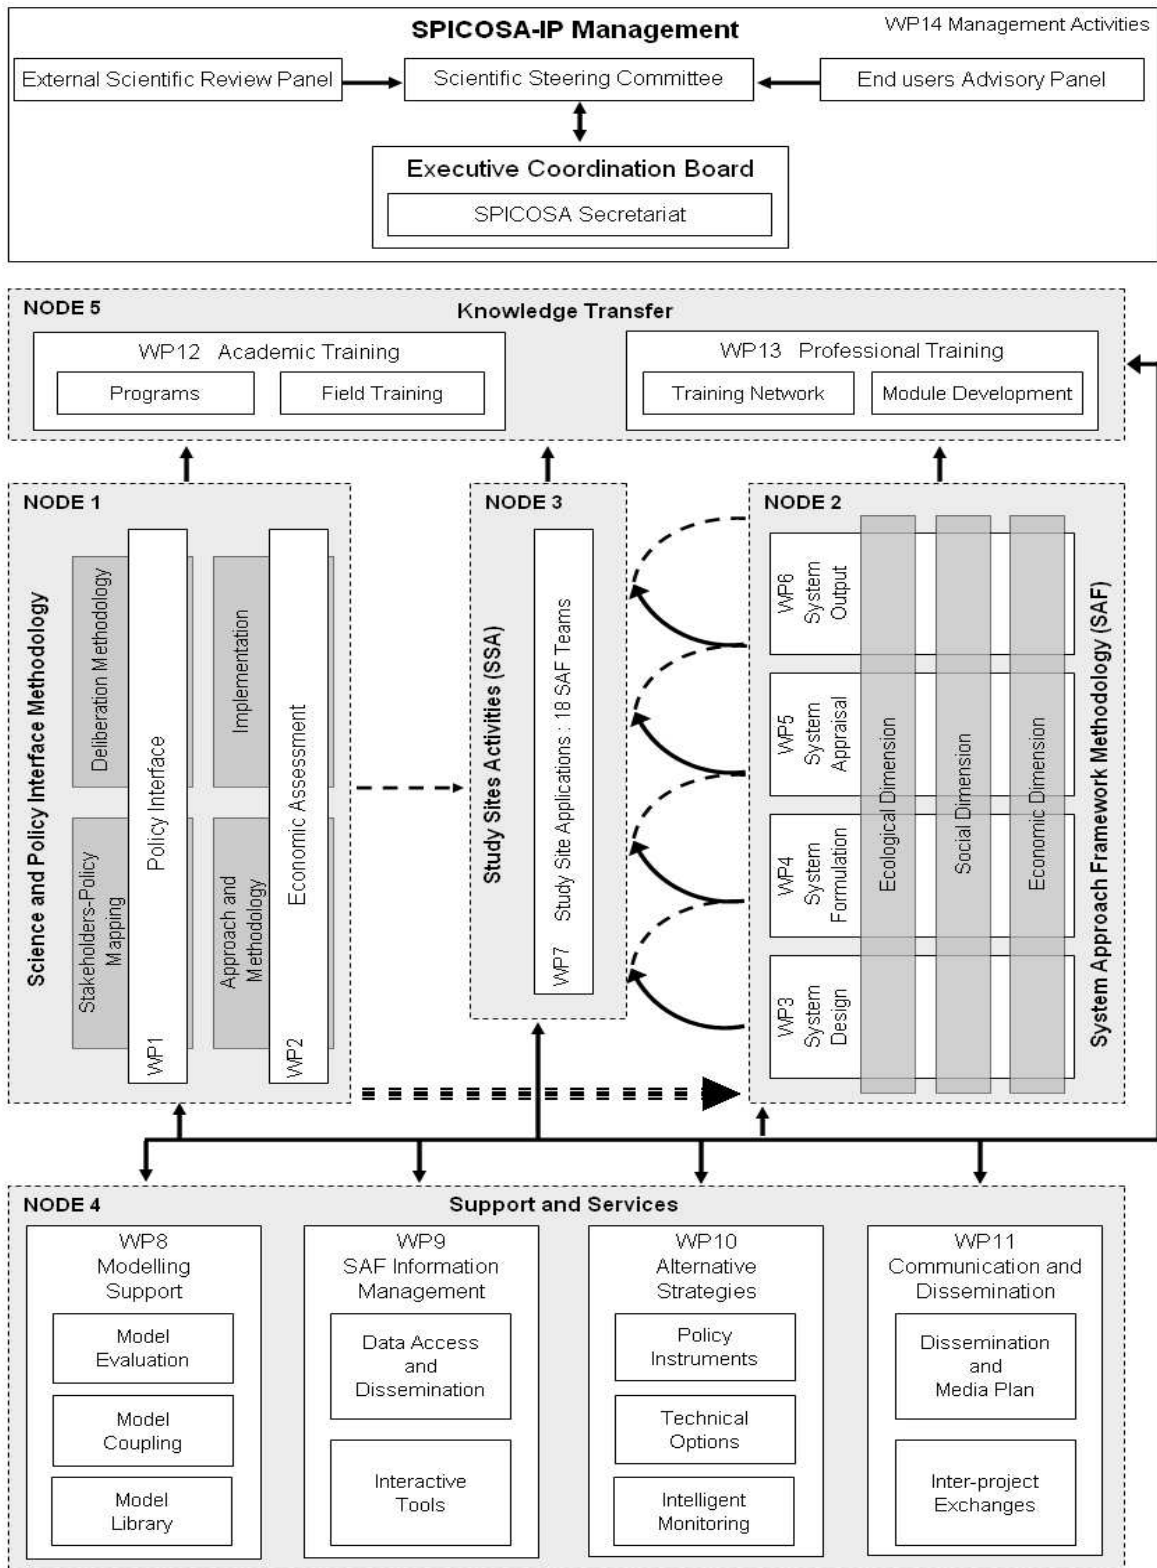 SPICOSA-IP Management
WP14 Management Activities
External Scientific Review Panel
Scientific Steering Committee
End users Advisory Panel
Executive Coordination Board
SPICOSA Secretariat
NODE 5
Knowledge Transfer
WP12 Academic Training
Programs
Field Training
WP13 Professional Training
Training Network
Module Development
NODE 1
Science and Policy Interface Methodology
Deliberation Methodology
Stakeholders-Policy
Mapping
WP1
Policy Interface
Implementation
Approach and
Methodology
WP2
Economic Assessment
NODE 3
Study Sites Activities (SSA)
WP7 Study Site Applications : 18 SAF Teams
NODE 2
WP6
System
Output
WP5
System
Appraisal
WP4
System
Formulation
WP3
System
Design
Ecological Dimension
Social Dimension
Economic Dimension
System Approach Framework Methodology (SAF)
NODE 4
Support and Services
WP8
Modelling
Support
Model
Evaluation
Model
Coupling
Model
Library
WP9
SAF Information
Management
Data Access
and
Dissemination
Interactive
Tools
WP10
Alternative
Strategies
Policy
Instruments
Technical
Options
Intelligent
Monitoring
WP11
Communication and
Dissemination
Dissemination
and
Media Plan
Inter-project
Exchanges